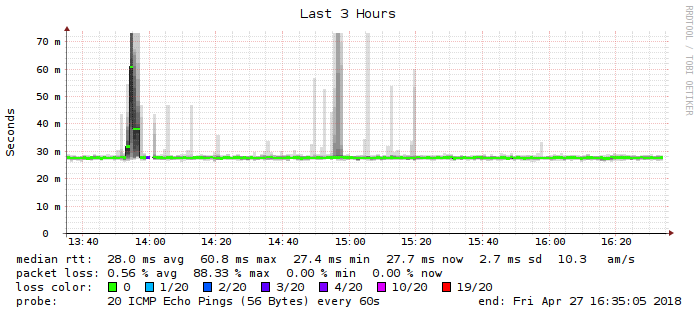 Last 3 Hours
RRDTOOL / TOBI OETIKER
Seconds
70 m
60 m
50 m
40 m
30 m
20 m
10 m
0
13:40 14:00 14:20 14:40 15:00 15:20 15:40 16:00 16:20
median rtt: 28.0 ms avg 60.8 ms max 27.4 ms min 27.7 ms now 2.7 ms sd 10.3 am/s
packet loss: 0.56 % avg 88.33 % max 0.00 % min 0.00 % now
loss color: 0 1/20 2/20 3/20 4/20 10/20 19/20
probe: 20 ICMP Echo Pings (56 Bytes) every 60s end: Fri Apr 27 16:35:05 2018